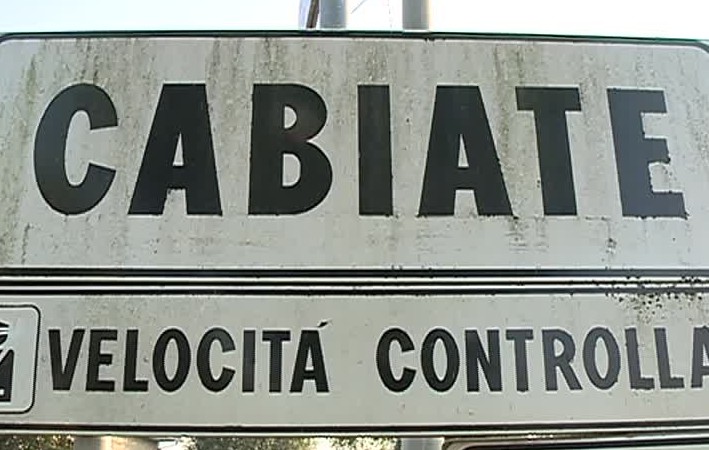 CABIATE
VELOCITÁ CONTROLLA